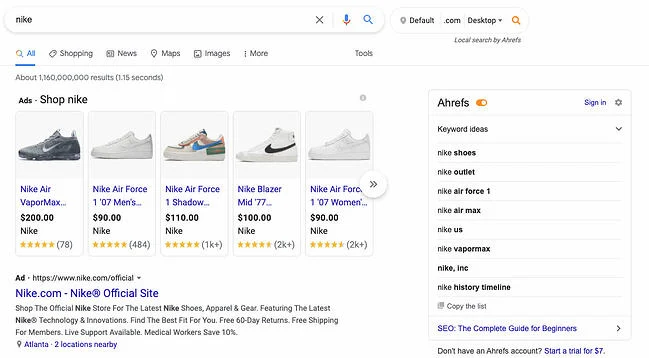 nike
Default
.com
Desktop
Local search by Ahrefs
All
Shopping
News
Maps
Images
More
Tools
About 1,160,000,000 results (1.15 seconds)
Ads · Shop nike
Nike Air
VaporMax...
$200.00
Nike
(78)
Nike Air Force
1 '07 Men's...
$90.00
Nike
(484)
Nike Air Force
1 Shadow...
$110.00
Nike
(1k+)
Nike Blazer
Mid '77...
$100.00
Nike
(2k+)
Nike Air Forc
1 '07 Women'...
$90.00
Nike
(2k+)
Ad · https://www.nike.com/official
Nike.com - Nike® Official Site
Shop The Official Nike Store For The Latest Nike Shoes, Apparel & Gear. Featuring The Latest
Nike® Technology & Innovations. Find The Best Fit For You. Free 60-Day Returns. Free Shipping
For Members. Live Support Available. Medical Workers Save 10%.
Atlanta · 2 locations nearby
Ahrefs
Sign in
Keyword ideas
nike shoes
nike outlet
nike air force 1
nike air max
nike us
nike vapormax
nike, inc
nike history timeline
Copy the list
SEO: The Complete Guide for Beginners
Don't have an Ahrefs account? Start a trial for $7.